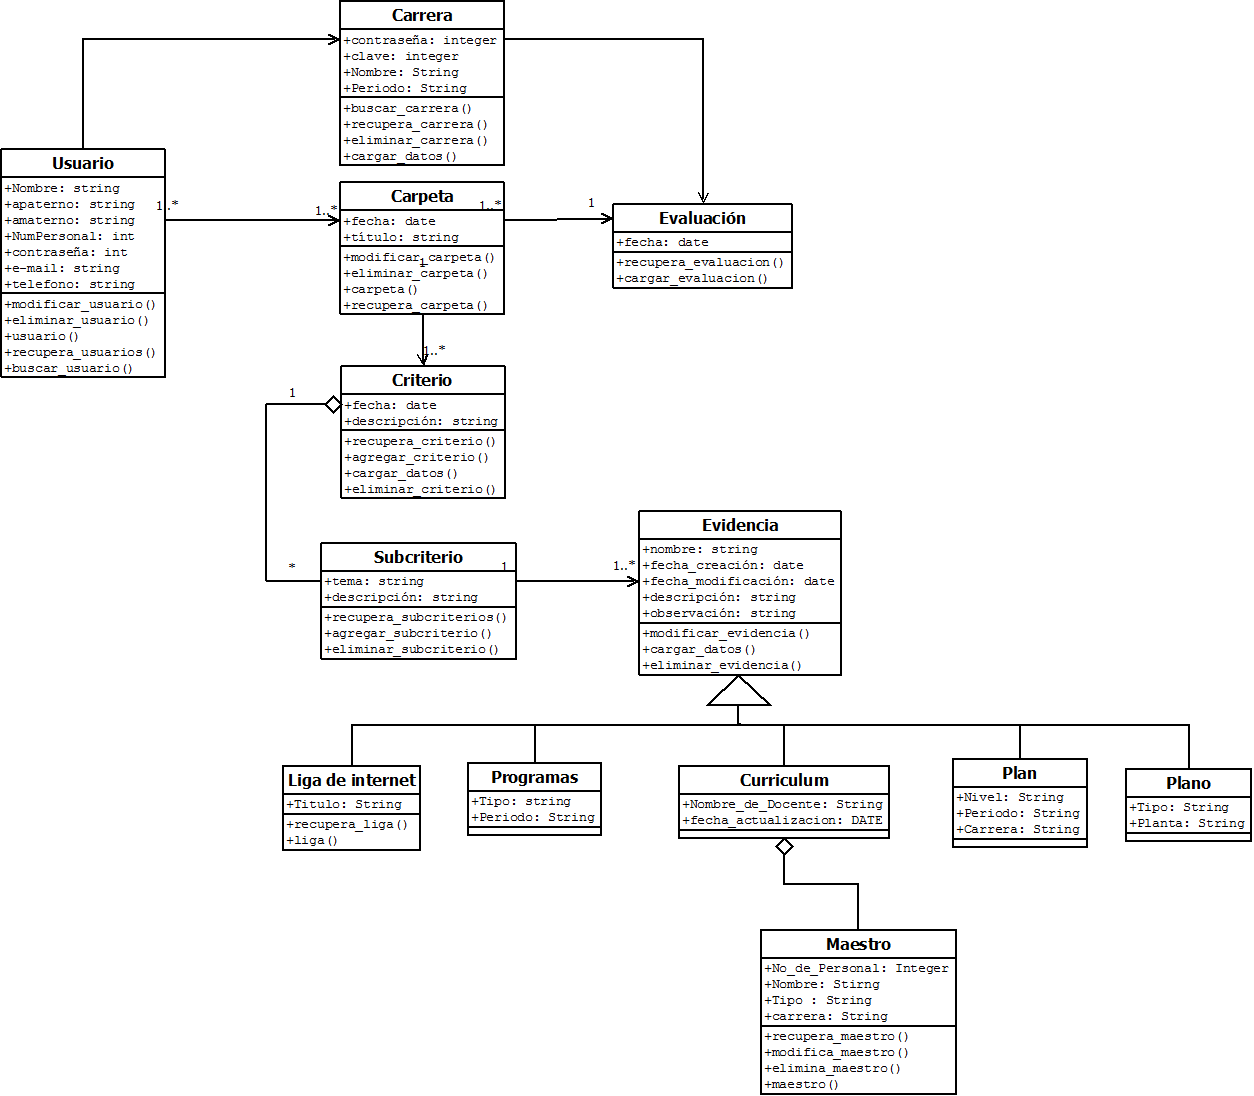 Carrera
+contraseña: integer
+clave: integer
+Nombre: String
+Periodo: String
+buscar_carrera()
+recupera_carrera()
+eliminar_carrera()
+cargar_datos()
Usuario
+Nombre: string
+apaterno: string
+amaterno: string
+NumPersonal: int
+contraseña: int
+e-mail: string
+telefono: string
+modificar_usuario()
+eliminar_usuario()
+usuario()
+recupera_usuarios()
+buscar_usuario()
1..*
1..*
Carpeta
+fecha: date
+título: string
+modificar_carpeta()
+eliminar_carpeta()
+carpeta()
+recupera_carpeta()
1..*
1
Evaluación
+fecha: date
+recupera_evaluacion()
+cargar_evaluacion()
1
1..*
Criterio
+fecha: date
+descripción: string
+recupera_criterio()
+agregar_criterio()
+cargar_datos()
+eliminar_criterio()
1
*
Subcriterio
+tema: string
+descripción: string
+recupera_subcriterios()
+agregar_subcriterio()
+eliminar_subcriterio()
1
1..*
Evidencia
+nombre: string
+fecha_creación: date
+fecha_modificación: date
+descripción: string
+observación: string
+modificar_evidencia()
+cargar_datos()
+eliminar_evidencia()
Liga de internet
+Titulo: String
+recupera_liga()
+liga()
Programas
+Tipo: string
+Periodo: String
Curriculum
+Nombre_de_Docente: String
+fecha_actualizacion: DATE
Plan
+Nivel: String
+Periodo: String
+Carrera: String
Plano
+Tipo: String
+Planta: String
Maestro
+No_de_Personal: Integer
+Nombre: Stirng
+Tipo : String
+carrera: String
+recupera_maestro()
+modifica_maestro()
+elimina_maestro()
+maestro()